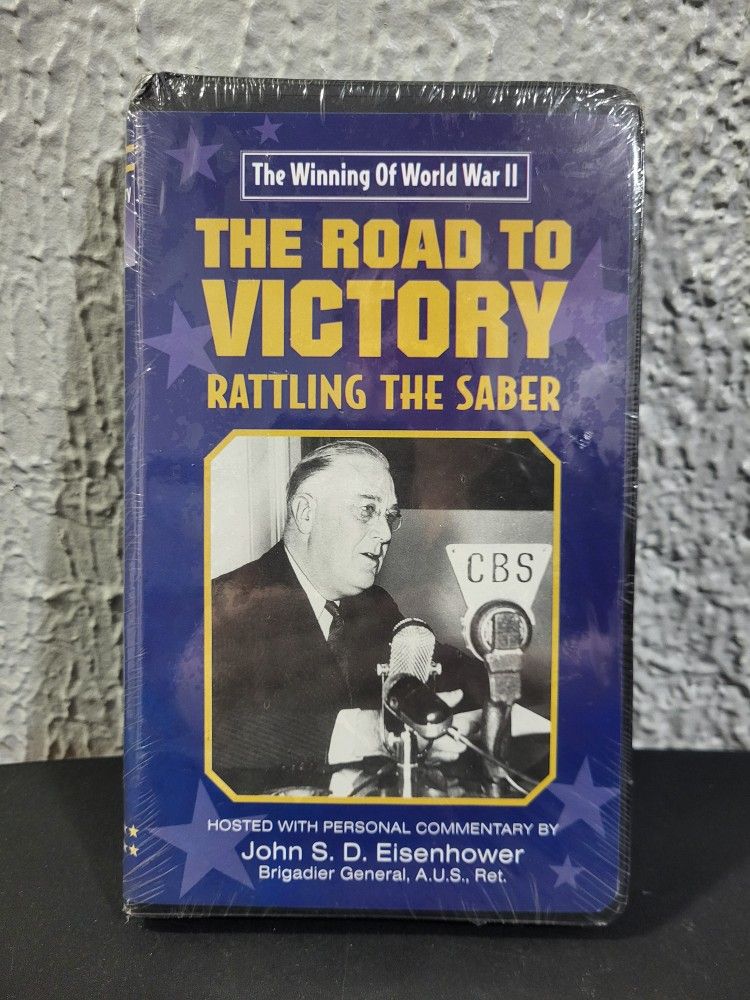 The Winning Of World War II
THE ROAD TO
VICTORY
RATTLING THE SABER
CBS
HOSTED WITH PERSONAL COMMENTARY BY
John S. D. Eisenhower
Brigadier General, A.U.S., Ret.